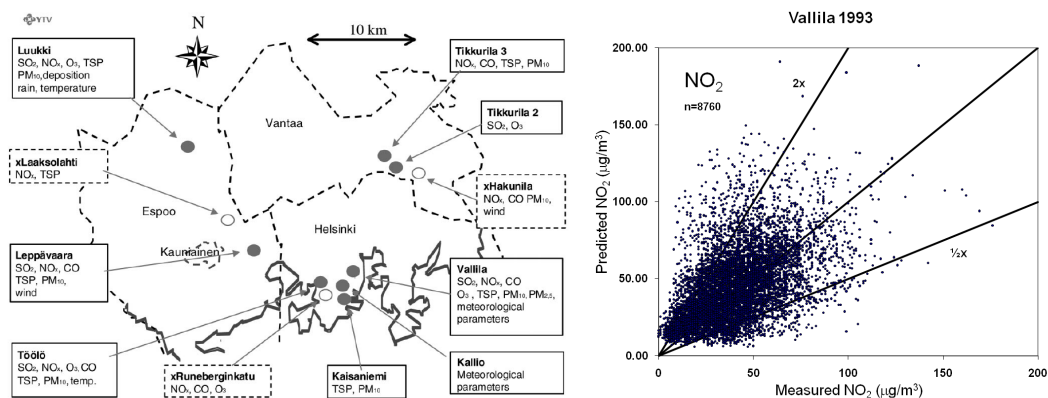 YTV
N
10 km
Luukki
SO₂, NOₓ, O₃, TSP
PM₁₀,deposition
rain, temperature
Tikkurila 3
NOₓ, CO, TSP, PM₁₀
Tikkurila 2
SO₂, O₃
Vantaa
xLaaksolahti
NOₓ, TSP
xHakunila
NOₓ, CO PM₁₀,
wind
Espoo
Helsinki
Kauniainen
Leppävaara
SO₂, NOₓ, CO
TSP, PM₁₀,
wind
Vallila
SO₂, NOₓ, CO
O₃ , TSP, PM₁₀, PM₂,₅,
meteorological
parameters
Töölö
SO₂, NOₓ, O₃, CO
TSP, PM₁₀, temp.
xRuneberginkatu
NOₓ, CO, O₃
Kaisaniemi
TSP, PM₁₀
Kallio
Meteorological
parameters
Vallila 1993
200.00
150.00
100.00
50.00
0.00
Predicted NO₂ (µg/m³)
NO₂
n=8760
2x
½x
0 50 100 150 200
Measured NO₂ (µg/m³)